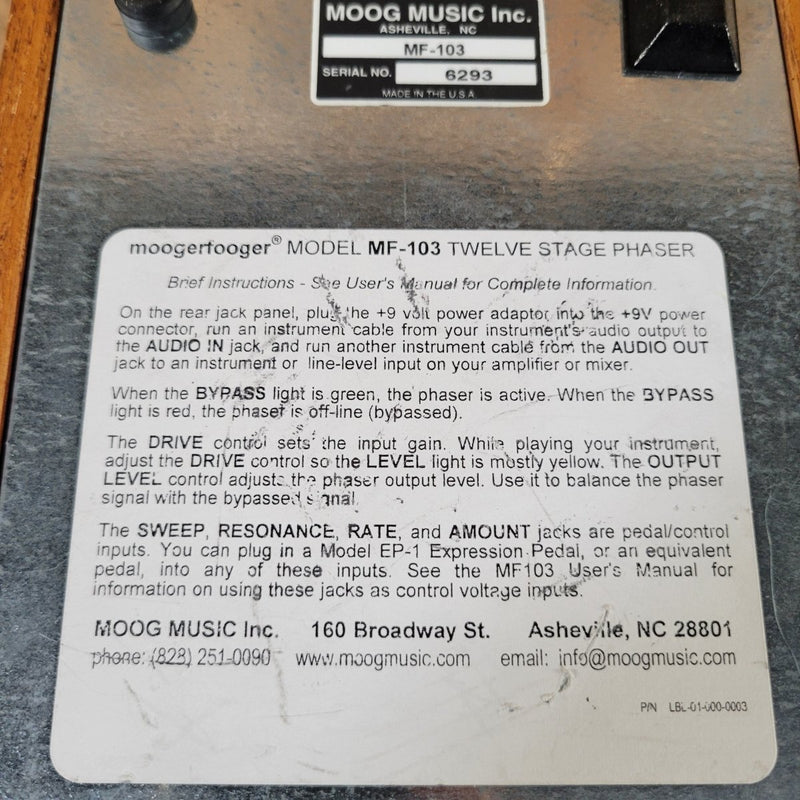 MOOG MUSIC Inc.
ASHEVILLE, NC
MF-103
SERIAL NO. 6293
MADE IN THE U.S.A.
moogerfooger® MODEL MF-103 TWELVE STAGE PHASER
Brief Instructions - See User's Manual for Complete Information.
On the rear jack panel, plug the +9 volt power adaptor into the +9V power
connector, run an instrument cable from your instrument's audio output to
the AUDIO IN jack, and run another instrument cable from the AUDIO OUT
jack to an instrument or line-level input on your amplifier or mixer.
When the BYPASS light is green, the phaser is active. When the BYPASS
light is red, the phaser is off-line (bypassed).
The DRIVE control sets the input gain. While playing your instrument,
adjust the DRIVE control so the LEVEL light is mostly yellow. The OUTPUT
LEVEL control adjusts the phaser output level. Use it to balance the phaser
signal with the bypassed signal.
The SWEEP, RESONANCE, RATE, and AMOUNT jacks are pedal/control
inputs. You can plug in a Model EP-1 Expression Pedal, or an equivalent
pedal, into any of these inputs. See the MF103 User's Manual for
information on using these jacks as control voltage inputs.
MOOG MUSIC Inc. 160 Broadway St. Asheville, NC 28801
phone: (828) 251-0090 www.moogmusic.com email: info@moogmusic.com
P/N LBL-01-000-0003